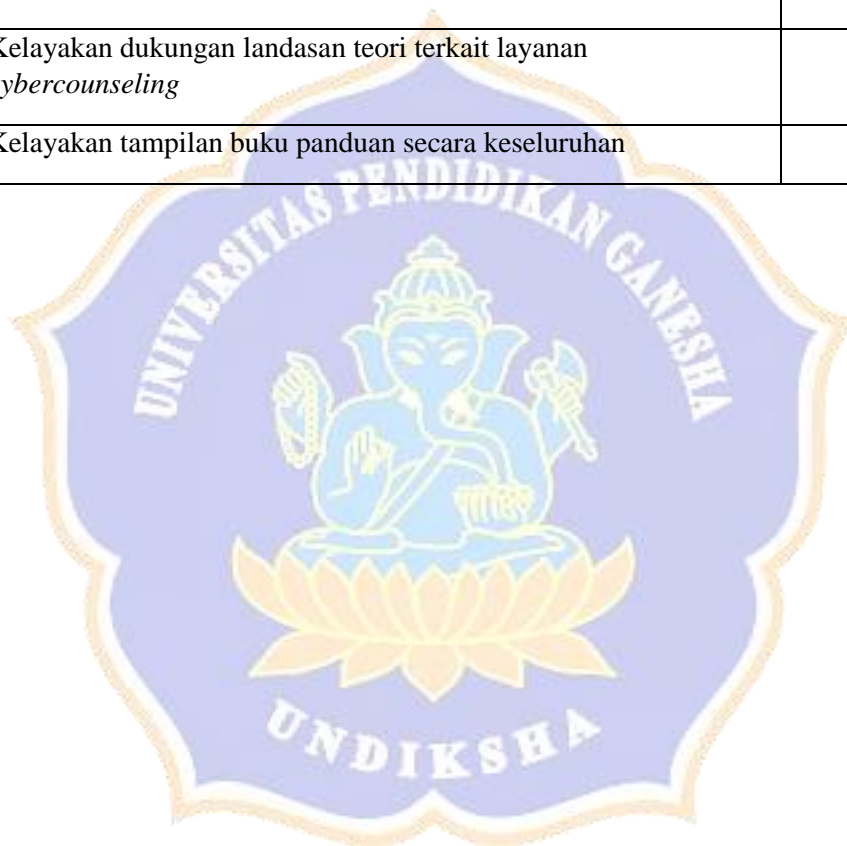 Kelayakan dukungan landasan teori terkait layanan
cybercounseling
Kelayakan tampilan buku panduan secara keseluruhan
UNIVERSITAS PENDIDIKAN GANESHA
UNDIKSHA